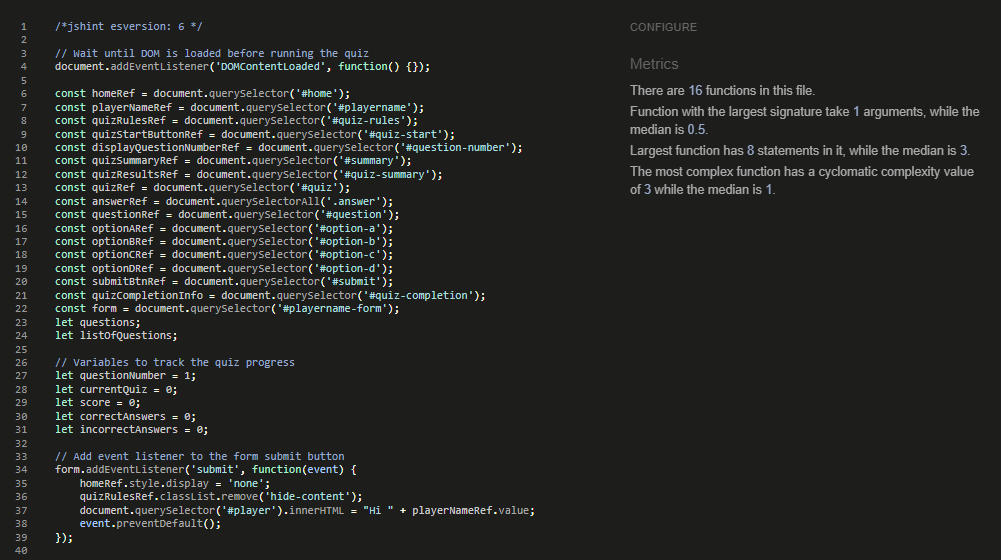 1 /*jshint esversion: 6 */
2
3 // Wait until DOM is loaded before running the quiz
4 document.addEventListener('DOMContentLoaded', function() {});
5
6 const homeRef = document.querySelector('#home');
7 const playerNameRef = document.querySelector('#playername');
8 const quizRulesRef = document.querySelector('#quiz-rules');
9 const quizStartButtonRef = document.querySelector('#quiz-start');
10 const displayQuestionNumberRef = document.querySelector('#question-number');
11 const quizSummaryRef = document.querySelector('#summary');
12 const quizResultsRef = document.querySelector('#quiz-summary');
13 const quizRef = document.querySelector('#quiz');
14 const answerRef = document.querySelectorAll('.answer');
15 const questionRef = document.querySelector('#question');
16 const optionARef = document.querySelector('#option-a');
17 const optionBRef = document.querySelector('#option-b');
18 const optionCRef = document.querySelector('#option-c');
19 const optionDRef = document.querySelector('#option-d');
20 const submitBtnRef = document.querySelector('#submit');
21 const quizCompletionInfo = document.querySelector('#quiz-completion');
22 const form = document.querySelector('#playername-form');
23 let questions;
24 let listOfQuestions;
25
26 // Variables to track the quiz progress
27 let questionNumber = 1;
28 let currentQuiz = 0;
29 let score = 0;
30 let correctAnswers = 0;
31 let incorrectAnswers = 0;
32
33 // Add event listener to the form submit button
34 form.addEventListener('submit', function(event) {
35     homeRef.style.display = 'none';
36     quizRulesRef.classList.remove('hide-content');
37     document.querySelector('#player').innerHTML = "Hi " + playerNameRef.value;
38     event.preventDefault();
39 });
40
CONFIGURE
Metrics
There are 16 functions in this file.
Function with the largest signature take 1 arguments, while the
median is 0.5.
Largest function has 8 statements in it, while the median is 3.
The most complex function has a cyclomatic complexity value
of 3 while the median is 1.